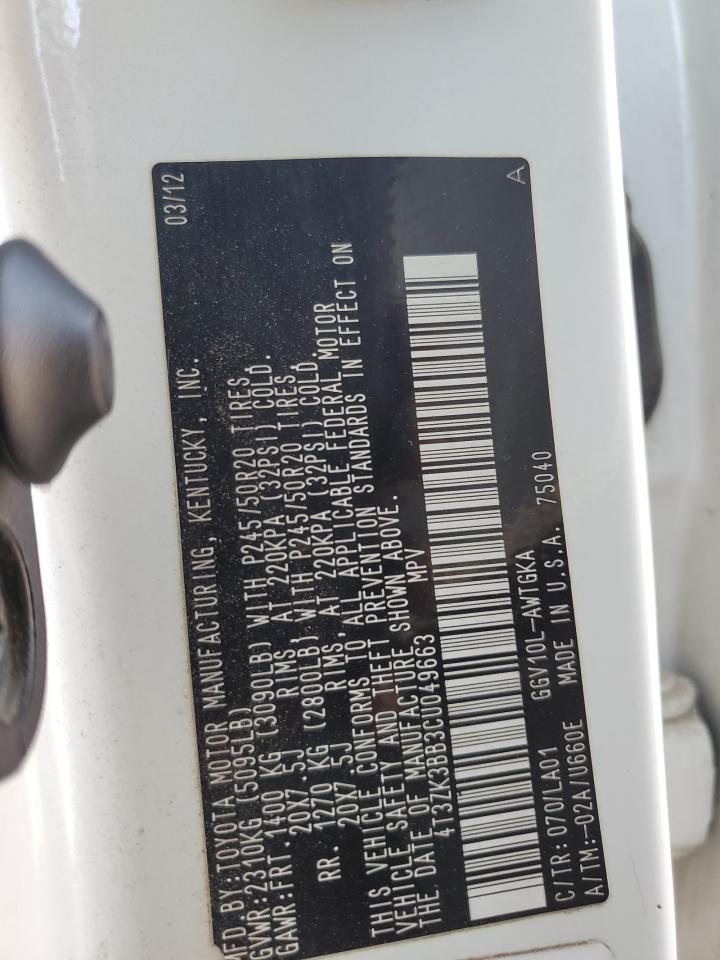 MFD BY:TOYOTA MOTOR MANUFACTURING, KENTUCKY, INC. 03/12
GVWR:2310KG (5095LB)
GAWR:FRT.1400 KG (3090LB) WITH P245/50R20 TIRES,
20X7.5J RIMS, AT 220KPA (32PSI) COLD.
RR. 1270 KG (2800LB) WITH P245/50R20 TIRES,
20X7.5J RIMS, AT 220KPA (32PSI) COLD.
THIS VEHICLE CONFORMS TO ALL APPLICABLE FEDERAL MOTOR
VEHICLE SAFETY AND THEFT PREVENTION STANDARDS IN EFFECT ON
THE DATE OF MANUFACTURE SHOWN ABOVE.
4T3ZK3BB3CU049663 MPV
C/TR:070/LA01 GGV10L-AWTGKA
A/TM:-02A/U660E MADE IN U.S.A. 75040 A